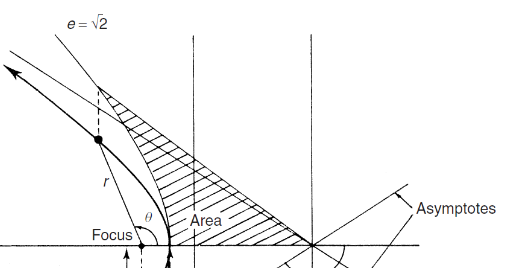 e = √2
r
θ
Focus
Area
Asymptotes